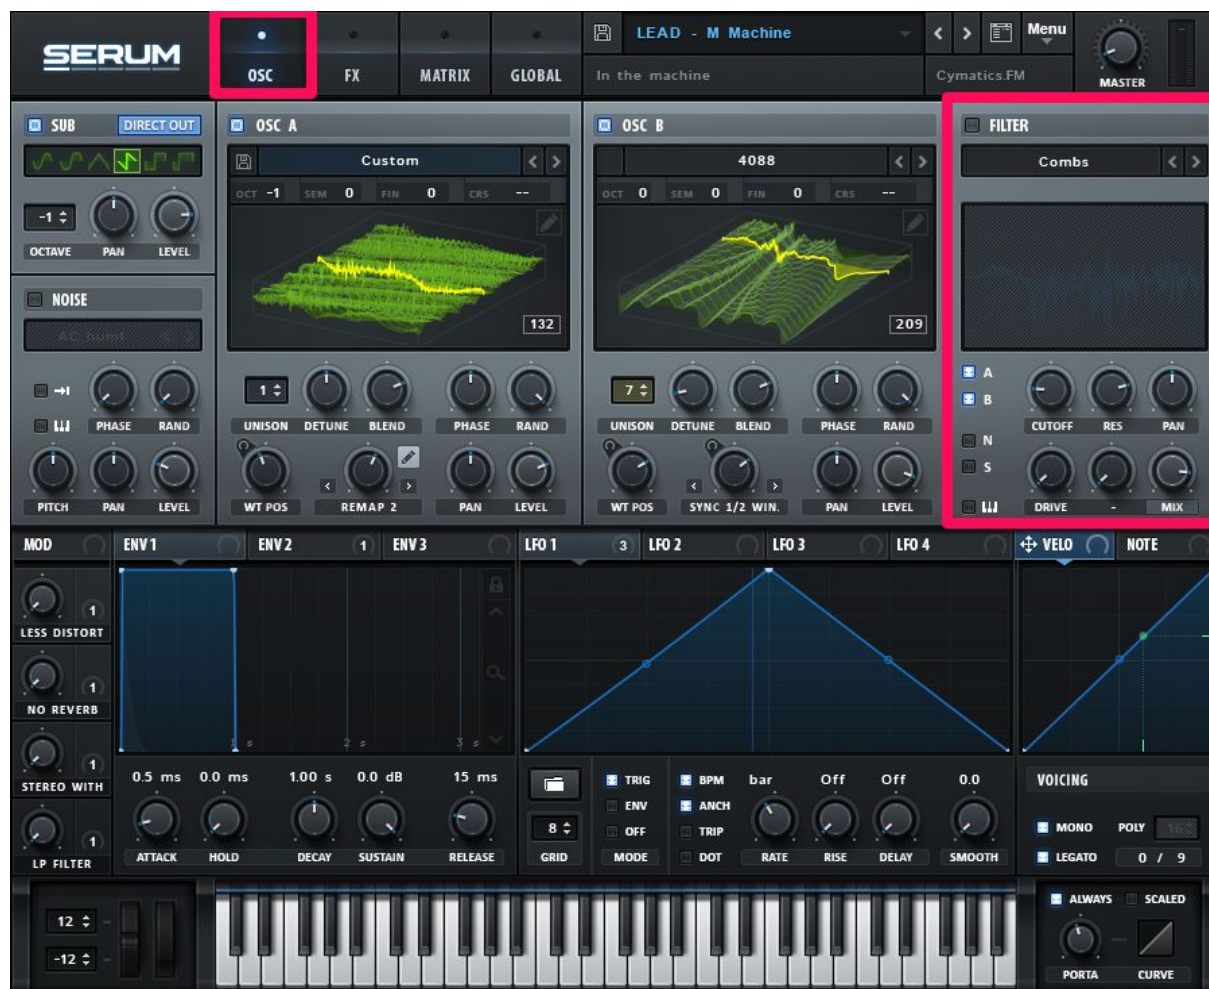 SERUM
OSC FX MATRIX GLOBAL
LEAD - M Machine
Menu
In the machine
Cymatics.FM
MASTER
SUB DIRECT OUT
OSC A
OSC B
FILTER
Custom
4088
Combs
OCT -1 SEM 0 FIN 0 CRS --
OCT 0 SEM 0 FIN 0 CRS --
-1
OCTAVE PAN LEVEL
NOISE
AC hum1
132
209
A
B
N
S
1
7
PHASE RAND
UNISON DETUNE BLEND PHASE RAND
UNISON DETUNE BLEND PHASE RAND
CUTOFF RES PAN
PITCH PAN LEVEL
WT POS REMAP 2 PAN LEVEL
WT POS SYNC 1/2 WIN. PAN LEVEL
DRIVE - MIX
MOD ENV 1 ENV 2 1 ENV 3 LFO 1 3 LFO 2 LFO 3 LFO 4 VELO NOTE
1
LESS DISTORT
1
NO REVERB
1
STEREO WITH
1
LP FILTER
1 s 2 s 3 s
0.5 ms 0.0 ms 1.00 s 0.0 dB 15 ms
ATTACK HOLD DECAY SUSTAIN RELEASE
8
GRID
TRIG
ENV
OFF
MODE
BPM
ANCH
TRIP
DOT
bar Off Off 0.0
RATE RISE DELAY SMOOTH
VOICING
MONO POLY 16
LEGATO 0 / 9
ALWAYS SCALED
12
-12
PORTA CURVE